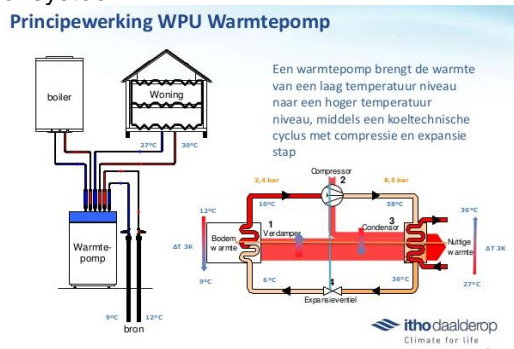 Principewerking WPU Warmtepomp
boiler
Woning
27°C
30°C
Warmte-
pomp
9°C
12°C
bron
Een warmtepomp brengt de warmte
van een laag temperatuur niveau
naar een hoger temperatuur
niveau, middels een koeltechnische
cyclus met compressie en expansie
stap
Compressor
2,4 bar
2
8,5 bar
10°C
58°C
12°C
1
Verdamper
Condensor
3
30°C
ΔT 3K
Bodem
warmte
Nuttige
warmte
ΔT 3K
9°C
6°C
4
36°C
27°C
Expansieventiel
itho daalderop
Climate for life